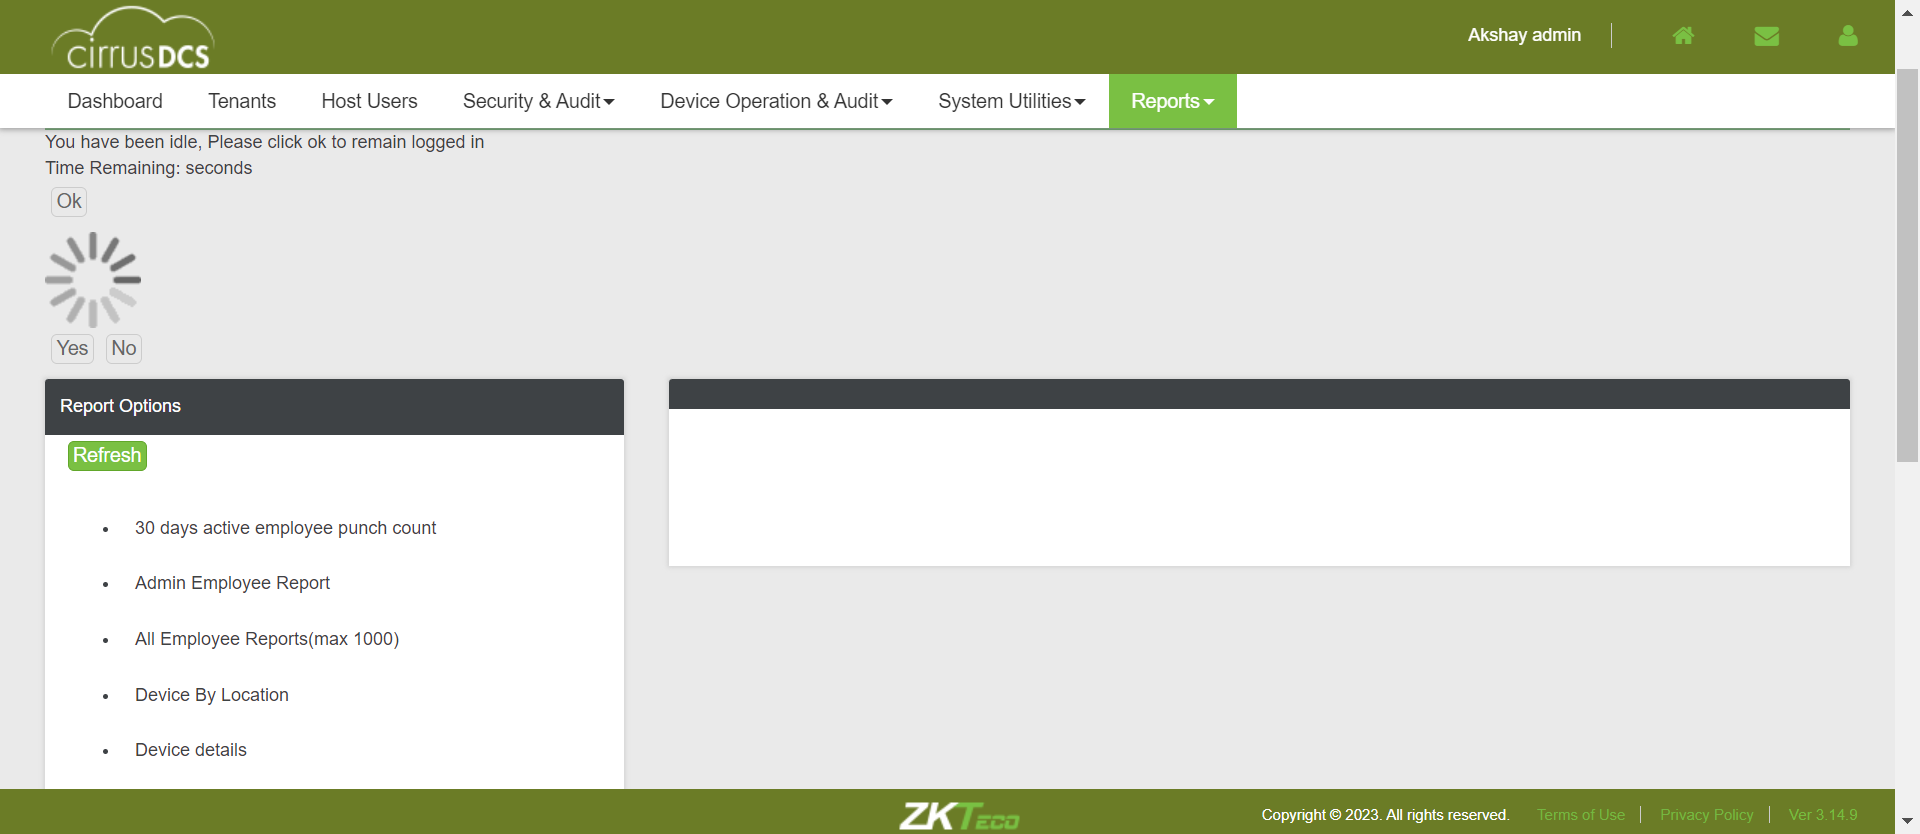 cirrusDCS
Akshay admin
Dashboard Tenants Host Users Security & Audit Device Operation & Audit System Utilities Reports
You have been idle, Please click ok to remain logged in
Time Remaining: seconds
Ok
Yes No
Report Options
Refresh
30 days active employee punch count
Admin Employee Report
All Employee Reports(max 1000)
Device By Location
Device details
ZKTeco
Copyright © 2023. All rights reserved. Terms of Use Privacy Policy Ver 3.14.9